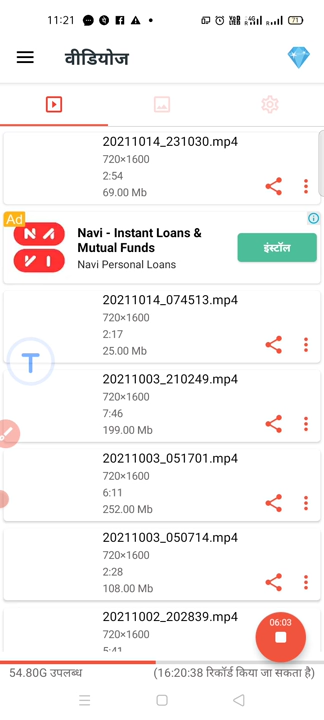 11:21
71
वीडियोज
20211014_231030.mp4
720×1600
2:54
69.00 Mb
Ad
Navi - Instant Loans &
Mutual Funds
Navi Personal Loans
इंस्टॉल
20211014_074513.mp4
720×1600
2:17
25.00 Mb
T
20211003_210249.mp4
720×1600
7:46
199.00 Mb
20211003_051701.mp4
720×1600
6:11
252.00 Mb
20211003_050714.mp4
720×1600
2:28
108.00 Mb
20211002_202839.mp4
720×1600
5:41
06:03
54.80G उपलब्ध
(16:20:38 रिकॉर्ड किया जा सकता है)